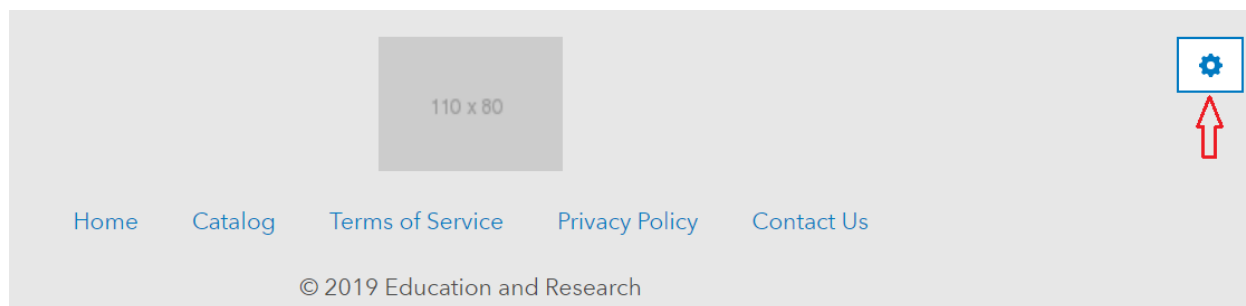 110 x 80
Home Catalog Terms of Service Privacy Policy Contact Us
© 2019 Education and Research